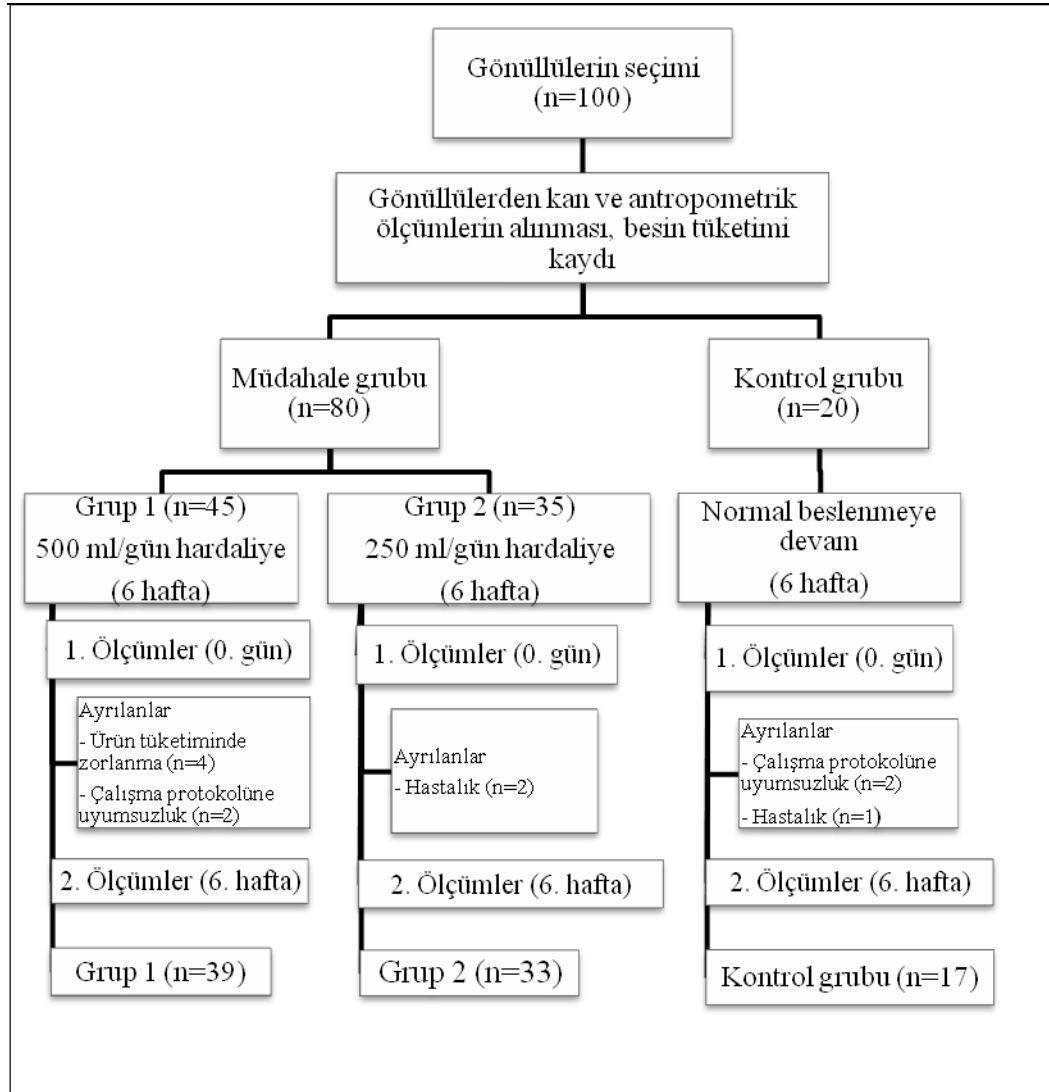 Gönüllülerin seçimi
(n=100)
Gönüllülerden kan ve antropometrik
ölçümlerin alınması, besin tüketimi
kaydı
Müdahale grubu
(n=80)
Kontrol grubu
(n=20)
Grup 1 (n=45)
500 ml/gün hardaliye
(6 hafta)
Grup 2 (n=35)
250 ml/gün hardaliye
(6 hafta)
Normal beslenmeye
devam
(6 hafta)
1. Ölçümler (0. gün)
1. Ölçümler (0. gün)
1. Ölçümler (0. gün)
Ayrılanlar
- Ürün tüketiminde
zorlanma (n=4)
- Çalışma protokolüne
uyumsuzluk (n=2)
Ayrılanlar
- Hastalık (n=2)
Ayrılanlar
- Çalışma protokolüne
uyumsuzluk (n=2)
- Hastalık (n=1)
2. Ölçümler (6. hafta)
2. Ölçümler (6. hafta)
2. Ölçümler (6. hafta)
Grup 1 (n=39)
Grup 2 (n=33)
Kontrol grubu (n=17)